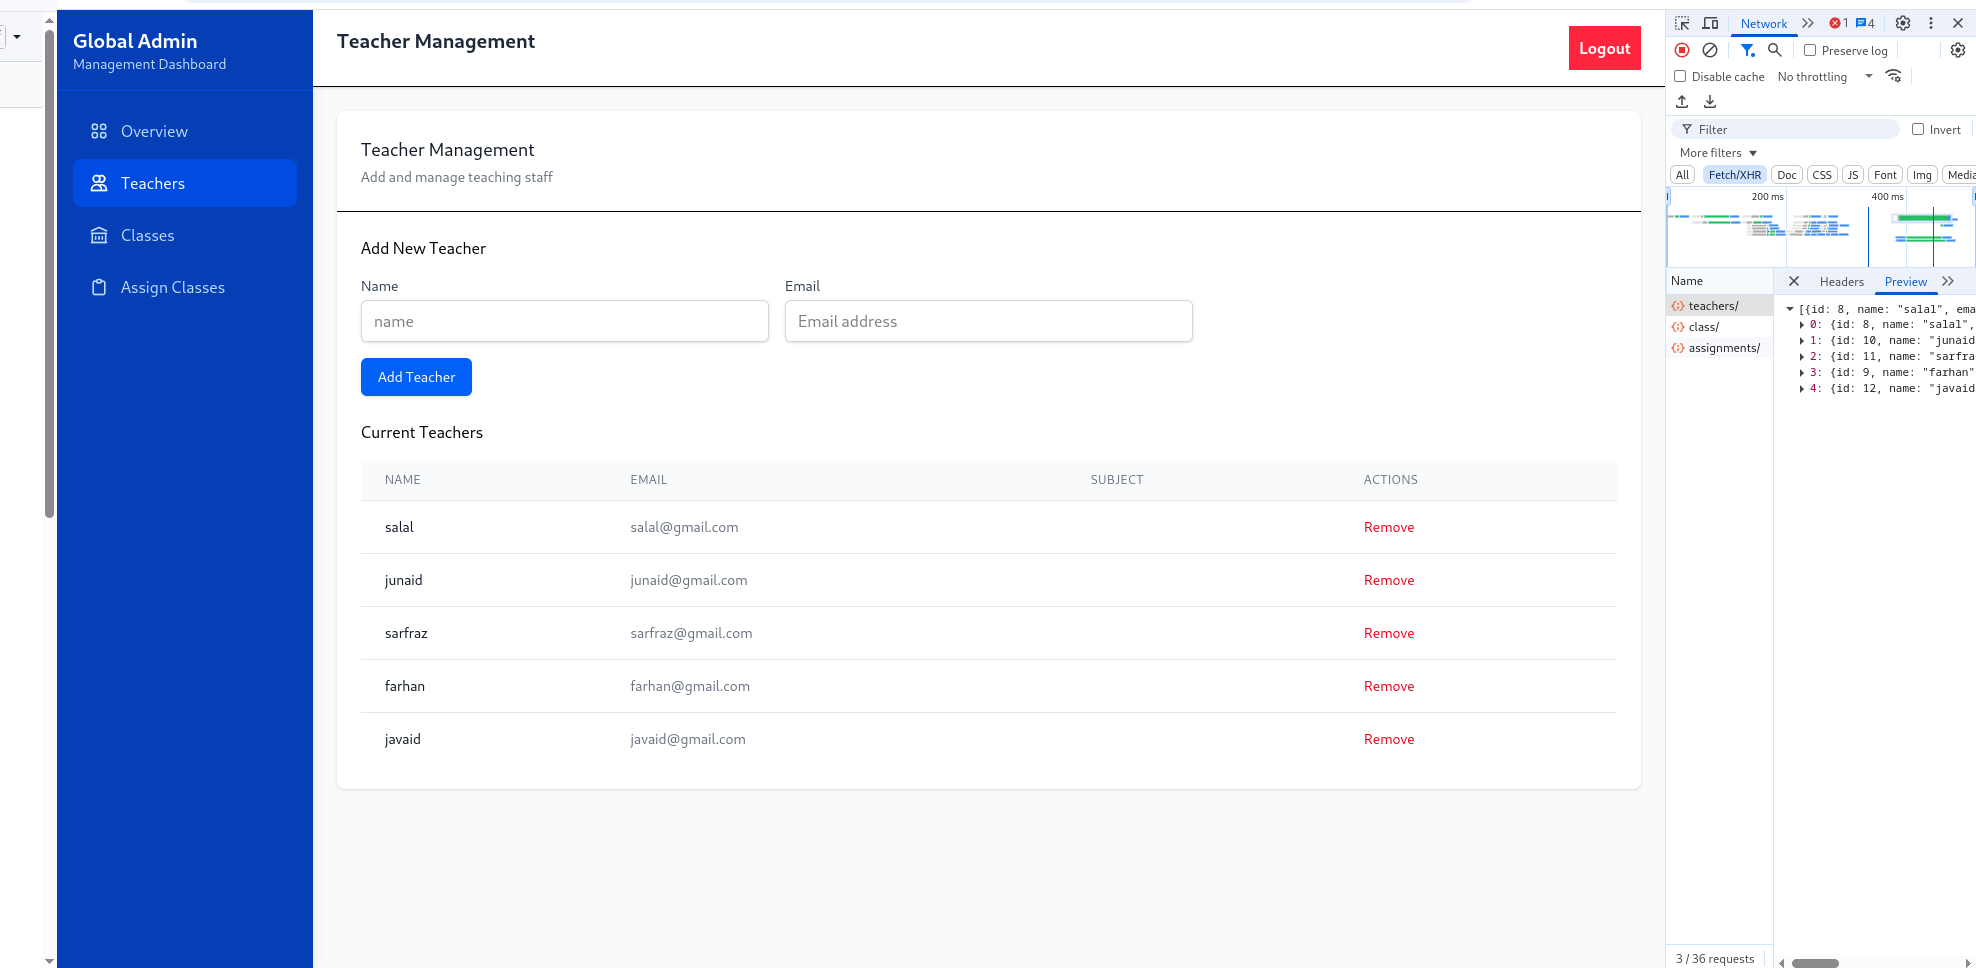 Global Admin
Management Dashboard
Overview
Teachers
Classes
Assign Classes
Teacher Management
Logout
Teacher Management
Add and manage teaching staff
Add New Teacher
Name
Email
name
Email address
Add Teacher
Current Teachers
NAME EMAIL SUBJECT ACTIONS
salal salal@gmail.com Remove
junaid junaid@gmail.com Remove
sarfraz sarfraz@gmail.com Remove
farhan farhan@gmail.com Remove
javaid javaid@gmail.com Remove
Network 1 4
Preserve log
Disable cache No throttling
Filter Invert
More filters
All Fetch/XHR Doc CSS JS Font Img Media
200 ms 400 ms
Name
Headers Preview
teachers/
class/
assignments/
[{id: 8, name: "salal", ema
0: {id: 8, name: "salal",
1: {id: 10, name: "junaid
2: {id: 11, name: "sarfra
3: {id: 9, name: "farhan"
4: {id: 12, name: "javaid
3 / 36 requests